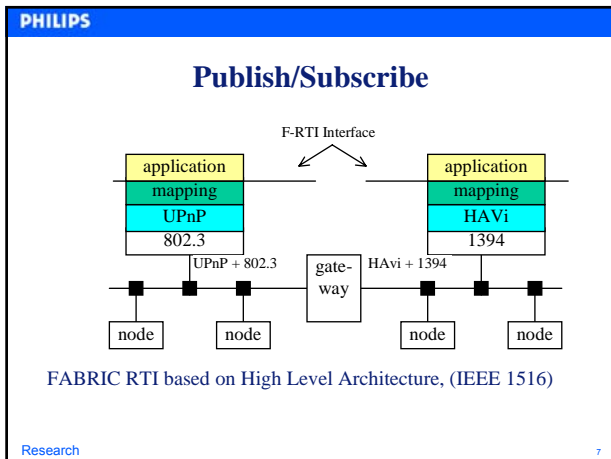 PHILIPS
Publish/Subscribe
F-RTI Interface
application
mapping
UPnP
802.3
application
mapping
HAVi
1394
UPnP + 802.3
gate-
way
HAvi + 1394
node
node
node
node
FABRIC RTI based on High Level Architecture, (IEEE 1516)
Research
7